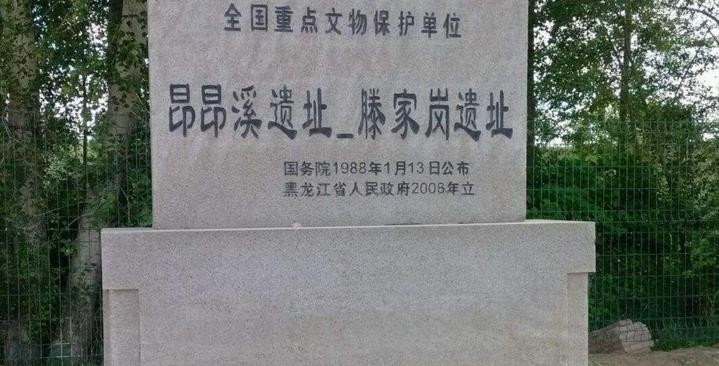 全国重点文物保护单位
昂昂溪遗址_滕家岗遗址
国务院1988年1月13日公布
黑龙江省人民政府2008年立